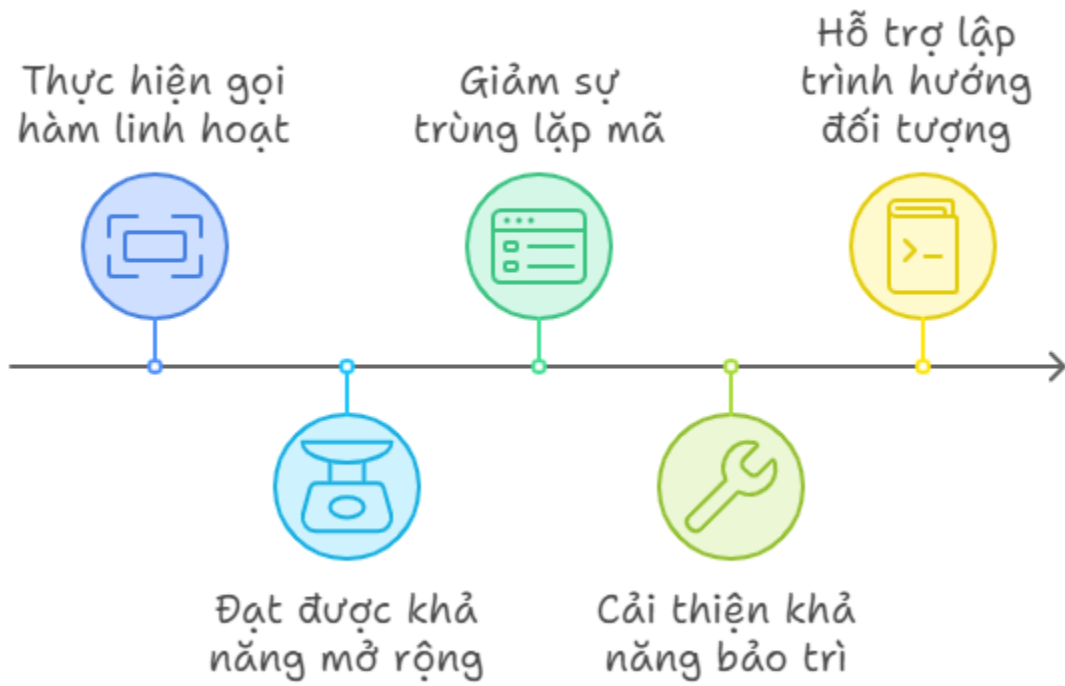 Thực hiện gọi
hàm linh hoạt
Đạt được khả
năng mở rộng
Giảm sự
trùng lặp mã
Cải thiện khả
năng bảo trì
Hỗ trợ lập
trình hướng
đối tượng